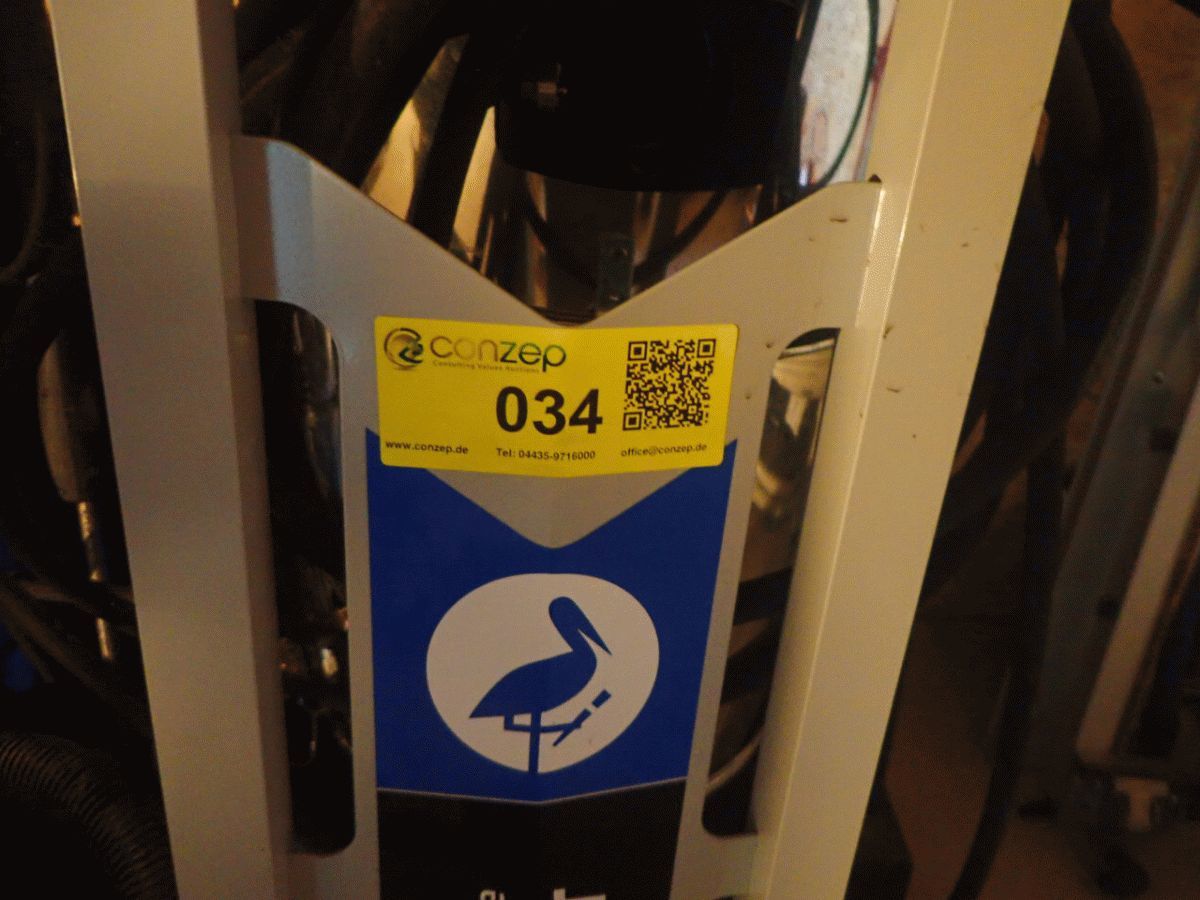 conzep
Consulting Values Auctions
034
www.conzep.de
Tel: 04435-9716000
office@conzep.de